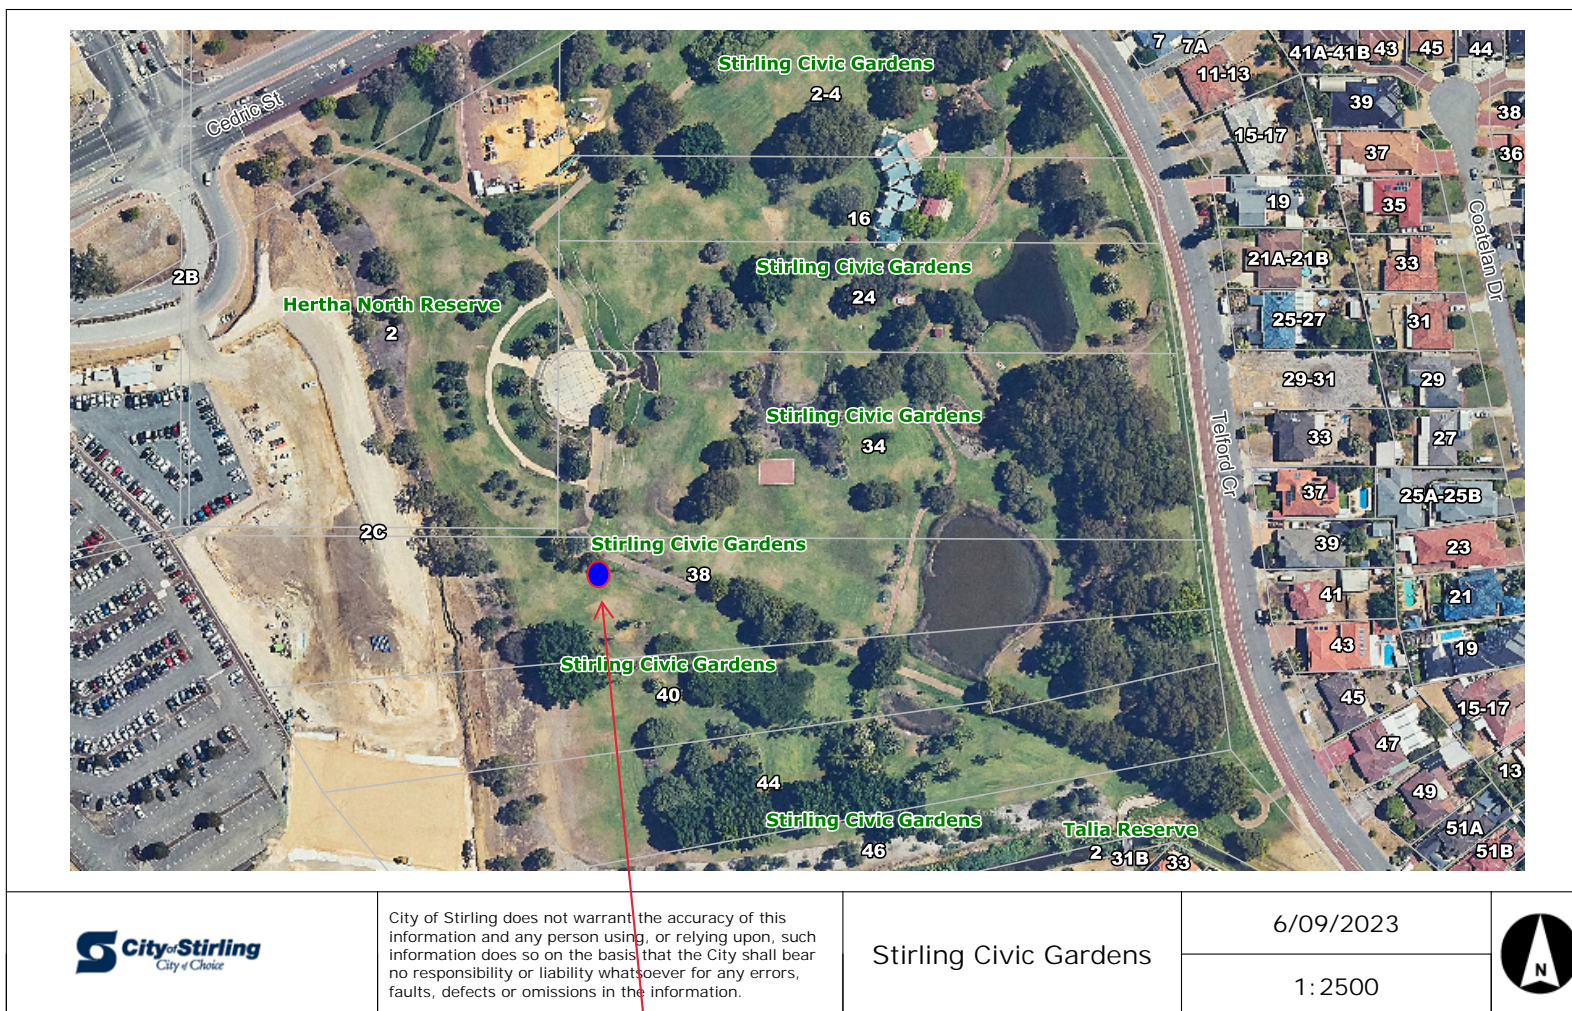 Stirling Civic Gardens
2-4
7
7A
11-13
41A-41B
43
45
44
39
38
Cedric St
15-17
37
36
16
19
35
Coatelan Dr
2B
Stirling Civic Gardens
24
21A-21B
33
Hertha North Reserve
2
25-27
31
29-31
29
Stirling Civic Gardens
34
Telford Cr
33
27
37
25A-25B
2C
Stirling Civic Gardens
38
39
23
41
21
43
19
Stirling Civic Gardens
40
45
15-17
47
44
49
13
Stirling Civic Gardens
46
Talia Reserve
2
31B
33
51A
51B
City of Stirling
City of Choice
City of Stirling does not warrant the accuracy of this
information and any person using, or relying upon, such
information does so on the basis that the City shall bear
no responsibility or liability whatsoever for any errors,
faults, defects or omissions in the information.
Stirling Civic Gardens
6/09/2023
1:2500
N